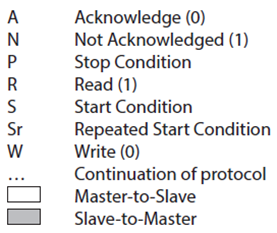 A Acknowledge (0)
N Not Acknowledged (1)
P Stop Condition
R Read (1)
S Start Condition
Sr Repeated Start Condition
W Write (0)
... Continuation of protocol
Master-to-Slave
Slave-to-Master